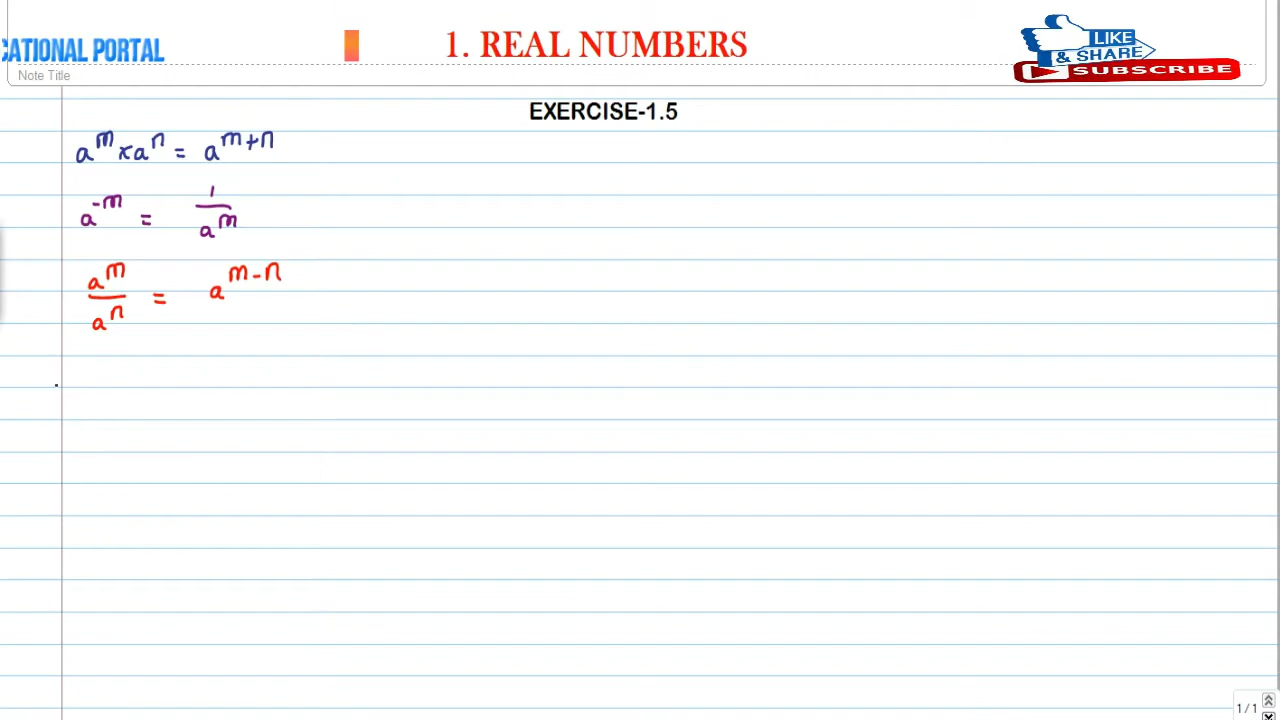 CATIONAL PORTAL
1. REAL NUMBERS
LIKE
& SHARE
SUBSCRIBE
Note Title
EXERCISE-1.5
a^m × a^n = a^{m+n}
a^{-m} = 1/a^m
a^m/a^n = a^{m-n}
1/1